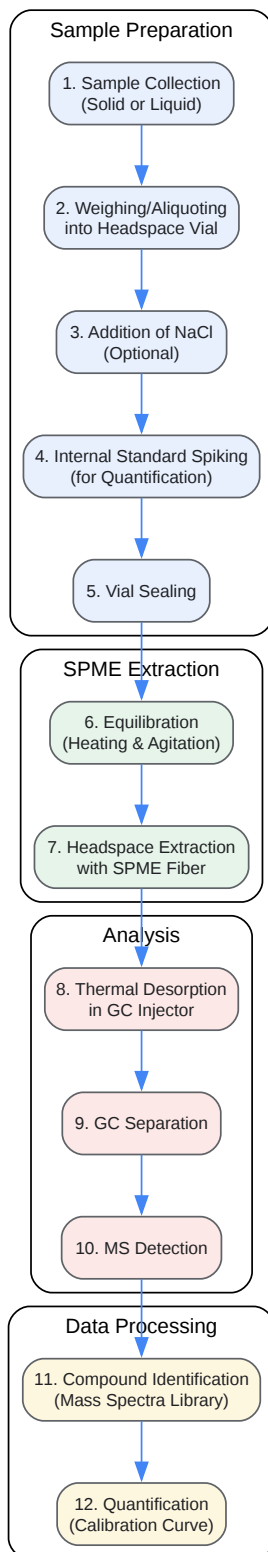 Sample Preparation
1. Sample Collection
(Solid or Liquid)
2. Weighing/Aliquoting
into Headspace Vial
3. Addition of NaCl
(Optional)
4. Internal Standard Spiking
(for Quantification)
5. Vial Sealing
SPME Extraction
6. Equilibration
(Heating & Agitation)
7. Headspace Extraction
with SPME Fiber
Analysis
8. Thermal Desorption
in GC Injector
9. GC Separation
10. MS Detection
Data Processing
11. Compound Identification
(Mass Spectra Library)
12. Quantification
(Calibration Curve)